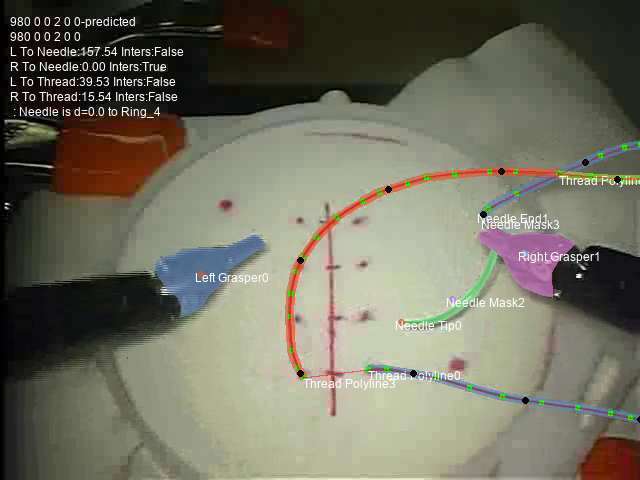 980 0 0 2 0 0-predicted
980 0 0 2 0 0
L To Needle:157.54 Inters:False
R To Needle:0.00 Inters:True
L To Thread:39.53 Inters:False
R To Thread:15.54 Inters:False
: Needle is d=0.0 to Ring_4
Thread Polyline
Needle End1
Needle Mask3
Right Grasper1
Left Grasper0
Needle Mask2
Needle Tip0
Thread Polyline0
Thread Polyline3